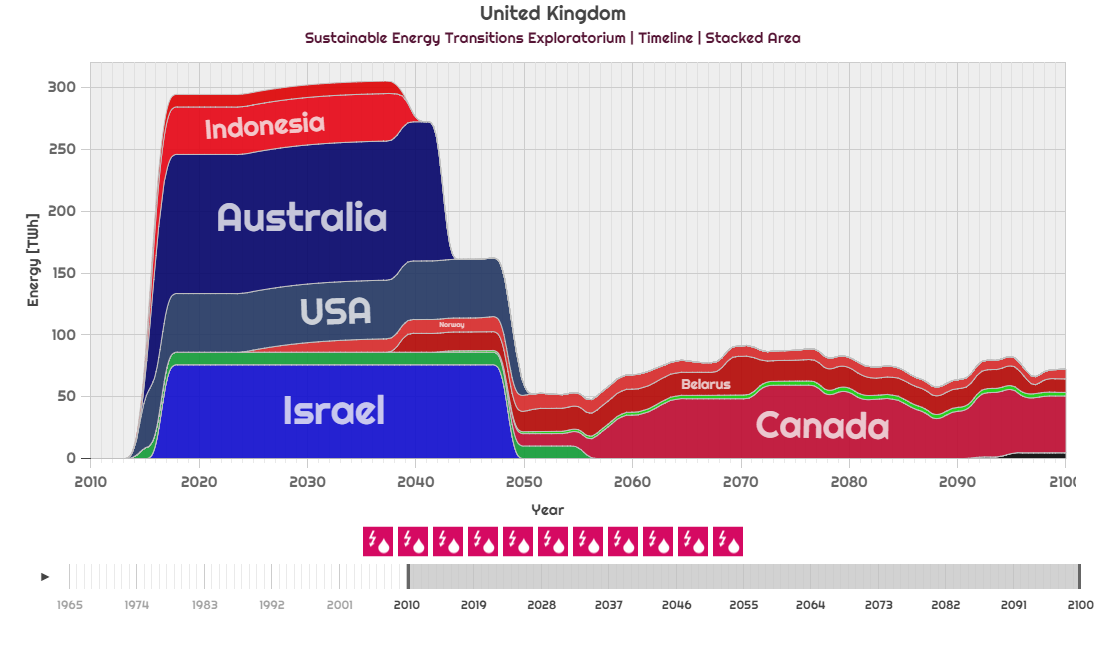 United Kingdom
Sustainable Energy Transitions Exploratorium | Timeline | Stacked Area
Energy [TWh]
300
250
200
150
100
50
0
Indonesia
Australia
USA
Norway
Israel
Belarus
Canada
2010 2020 2030 2040 2050 2060 2070 2080 2090 210
Year
1965 1974 1983 1992 2001 2010 2019 2028 2037 2046 2055 2064 2073 2082 2091 2100